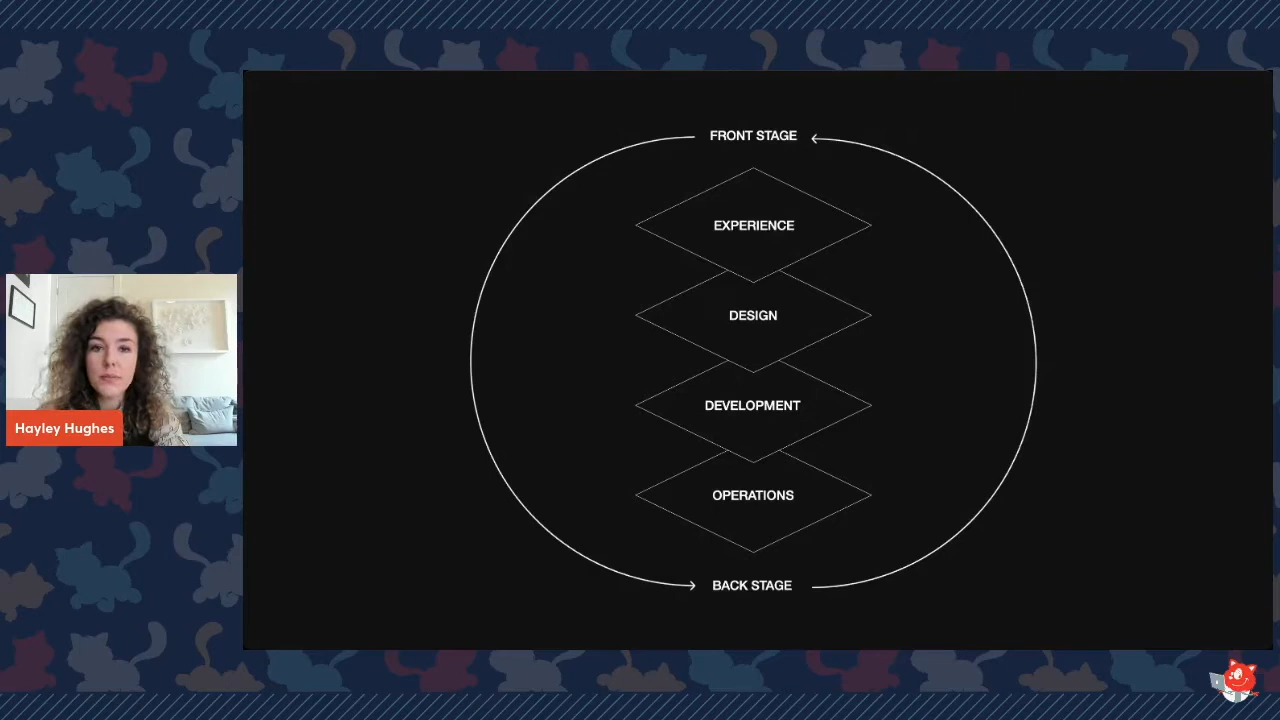 FRONT STAGE
EXPERIENCE
DESIGN
DEVELOPMENT
OPERATIONS
BACK STAGE
Hayley Hughes